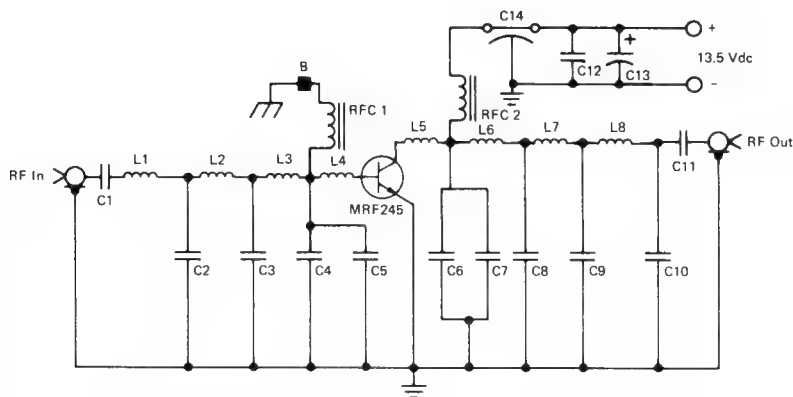 C14
+
B
+
13.5 Vdc
C12
C13
RFC 1
RFC 2
-
L5
L6
L7
L8
RF In
L1
L2
L3
L4
C11
RF Out
C1
MRF245
C2
C3
C4
C5
C6
C7
C8
C9
C10